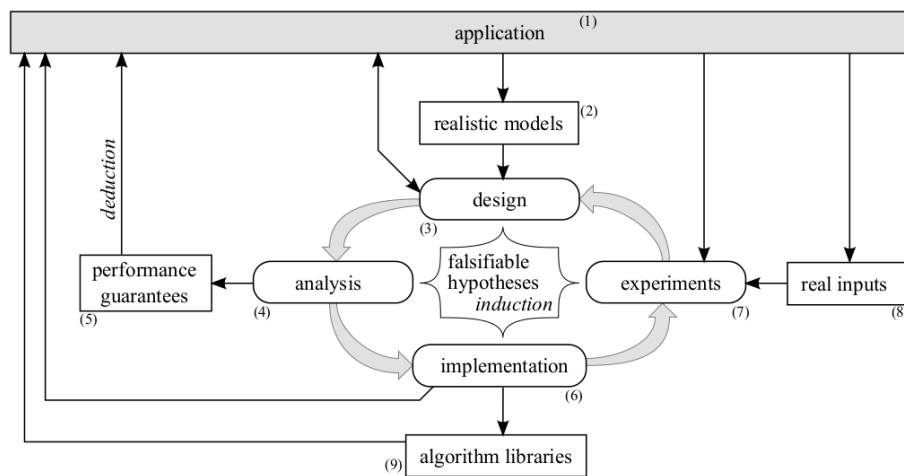 (1)
application
realistic models
(2)
deduction
design
(3)
performance
guarantees
(5)
analysis
(4)
falsifiable
hypotheses
induction
experiments
(7)
real inputs
(8)
implementation
(6)
(9)
algorithm libraries